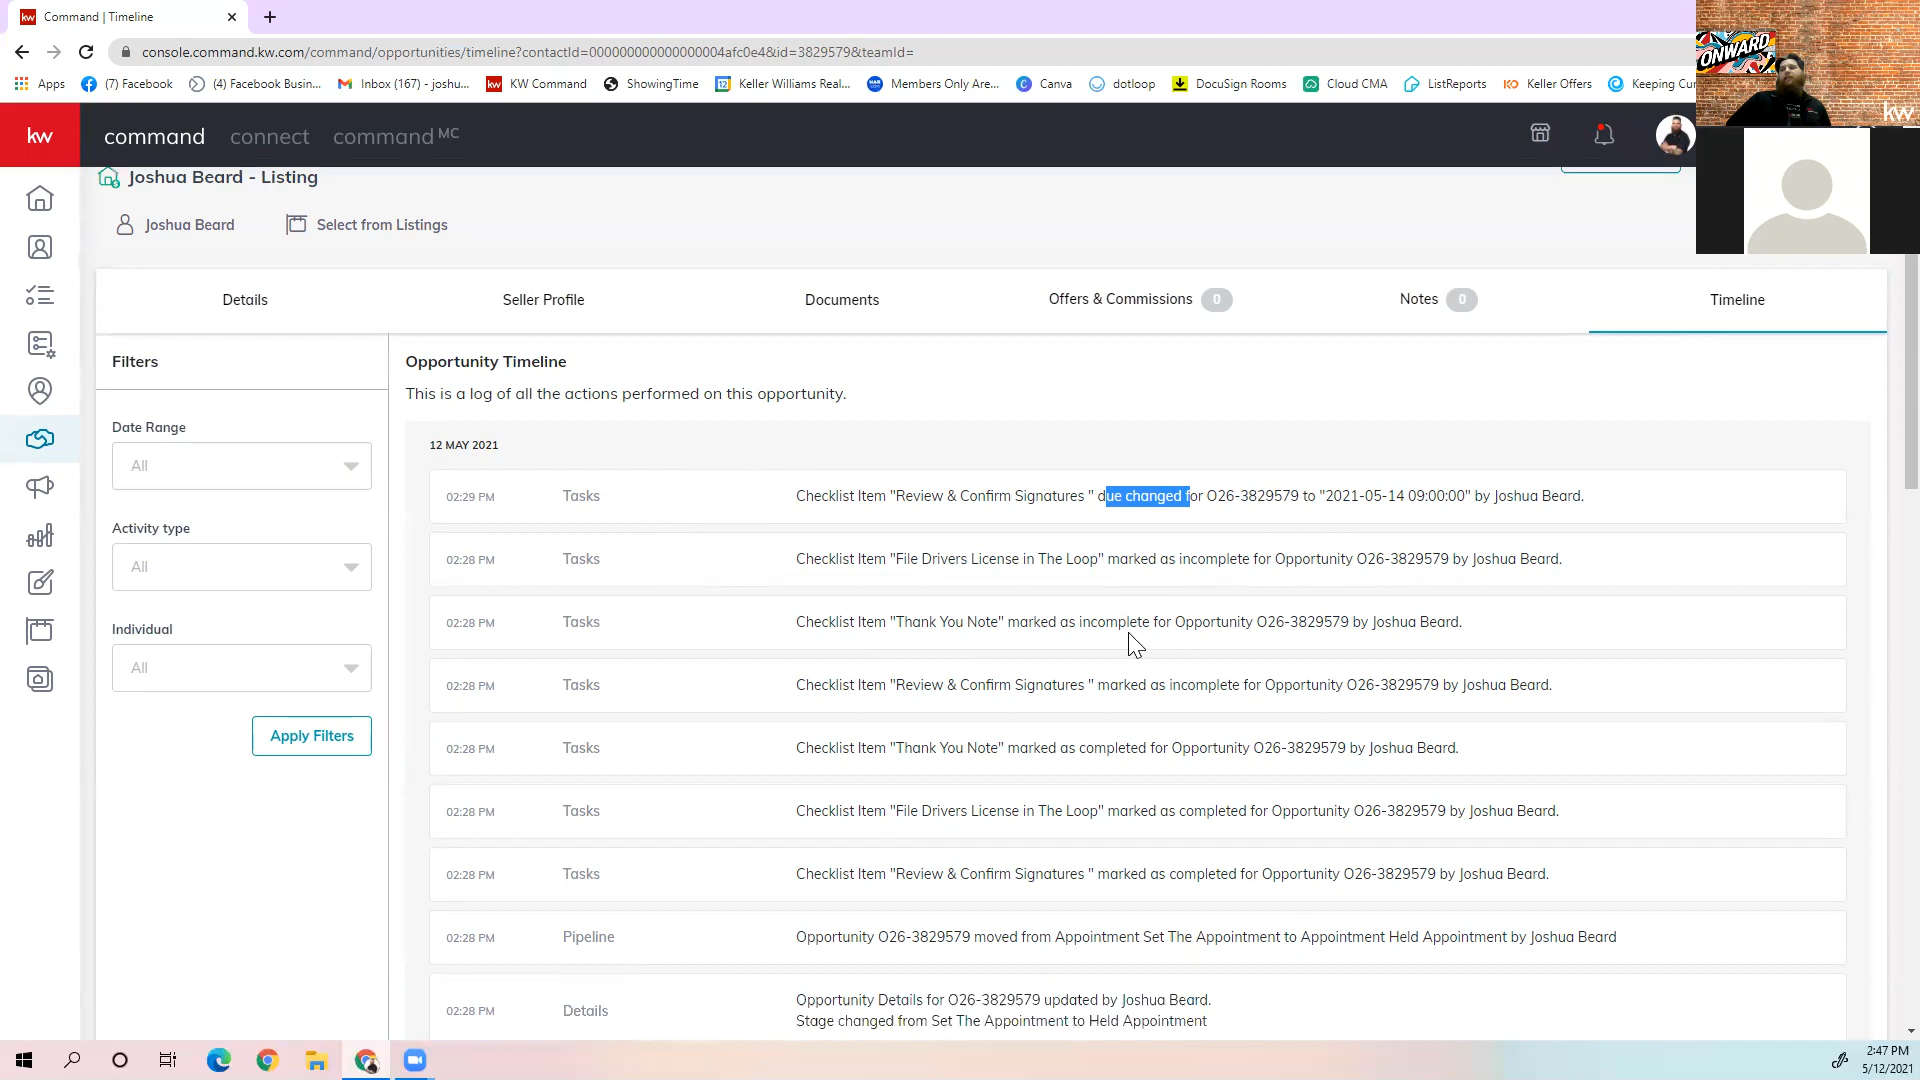 kw Command | Timeline
console.command.kw.com/command/opportunities/timeline?contactId=000000000000000004afc0e4&id=3829579&teamId=
Apps (7) Facebook (4) Facebook Busin... Inbox (167) - joshu... KW Command ShowingTime Keller Williams Real... Members Only Are... Canva dotloop DocuSign Rooms Cloud CMA ListReports Keller Offers Keeping Cur
ONWARD
kw
kw command connect command MC
Joshua Beard - Listing
Joshua Beard Select from Listings
Details Seller Profile Documents Offers & Commissions 0 Notes 0 Timeline
Filters
Date Range
All
Activity type
All
Individual
All
Apply Filters
Opportunity Timeline
This is a log of all the actions performed on this opportunity.
12 MAY 2021
02:29 PM Tasks Checklist Item "Review & Confirm Signatures " due changed for O26-3829579 to "2021-05-14 09:00:00" by Joshua Beard.
02:28 PM Tasks Checklist Item "File Drivers License in The Loop" marked as incomplete for Opportunity O26-3829579 by Joshua Beard.
02:28 PM Tasks Checklist Item "Thank You Note" marked as incomplete for Opportunity O26-3829579 by Joshua Beard.
02:28 PM Tasks Checklist Item "Review & Confirm Signatures " marked as incomplete for Opportunity O26-3829579 by Joshua Beard.
02:28 PM Tasks Checklist Item "Thank You Note" marked as completed for Opportunity O26-3829579 by Joshua Beard.
02:28 PM Tasks Checklist Item "File Drivers License in The Loop" marked as completed for Opportunity O26-3829579 by Joshua Beard.
02:28 PM Tasks Checklist Item "Review & Confirm Signatures " marked as completed for Opportunity O26-3829579 by Joshua Beard.
02:28 PM Pipeline Opportunity O26-3829579 moved from Appointment Set The Appointment to Appointment Held Appointment by Joshua Beard
02:28 PM Details Opportunity Details for O26-3829579 updated by Joshua Beard.
Stage changed from Set The Appointment to Held Appointment
2:47 PM
5/12/2021